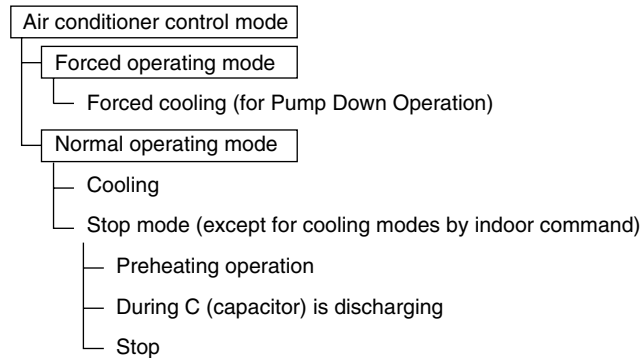 Air conditioner control mode
Forced operating mode
Forced cooling (for Pump Down Operation)
Normal operating mode
Cooling
Stop mode (except for cooling modes by indoor command)
Preheating operation
During C (capacitor) is discharging
Stop